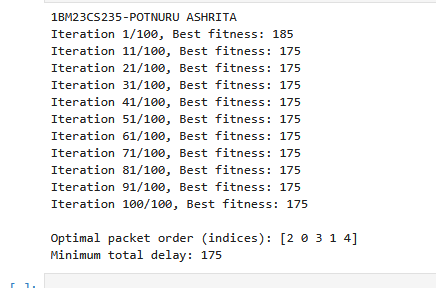 1BM23CS235-POTNURU ASHRITA
Iteration 1/100, Best fitness: 185
Iteration 11/100, Best fitness: 175
Iteration 21/100, Best fitness: 175
Iteration 31/100, Best fitness: 175
Iteration 41/100, Best fitness: 175
Iteration 51/100, Best fitness: 175
Iteration 61/100, Best fitness: 175
Iteration 71/100, Best fitness: 175
Iteration 81/100, Best fitness: 175
Iteration 91/100, Best fitness: 175
Iteration 100/100, Best fitness: 175
Optimal packet order (indices): [2 0 3 1 4]
Minimum total delay: 175
[ ]: